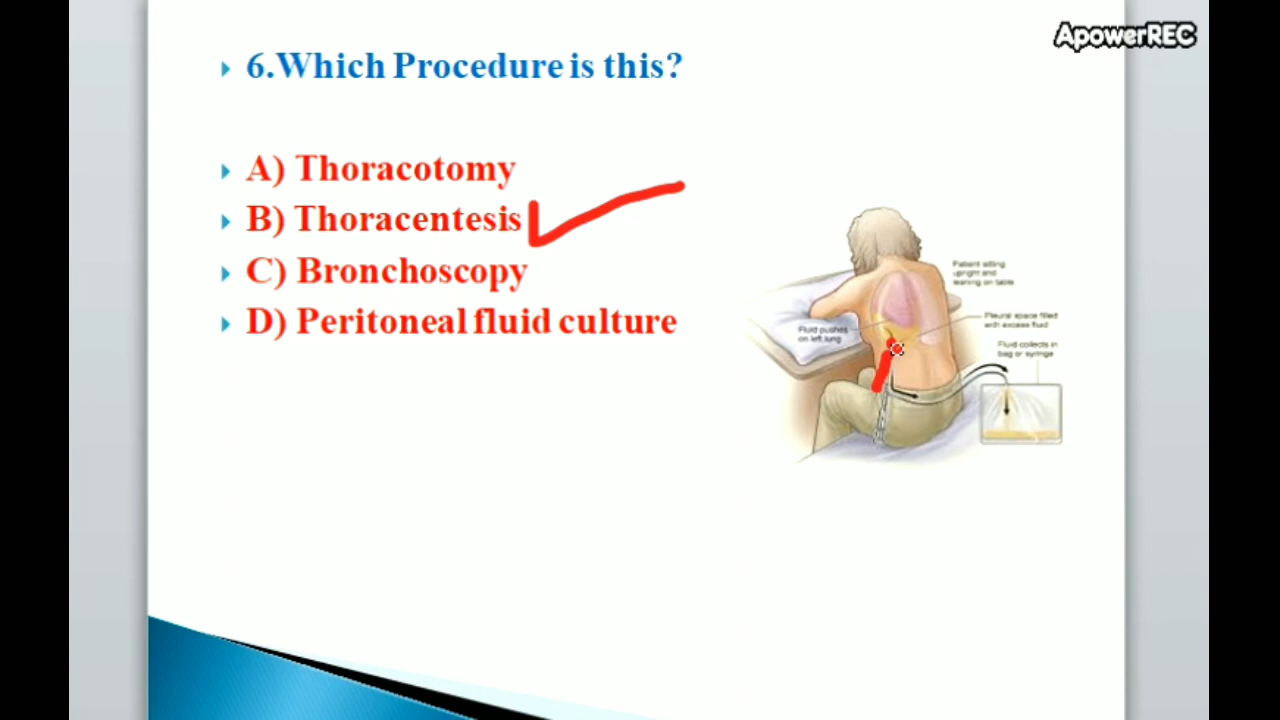 ApowerREC
6.Which Procedure is this?
A) Thoracotomy
B) Thoracentesis
C) Bronchoscopy
D) Peritoneal fluid culture
Patient sitting
upright and
leaning on table
Pleural space filled
with excess fluid
Fluid pushes
on left lung
Fluid collects in
bag or syringe